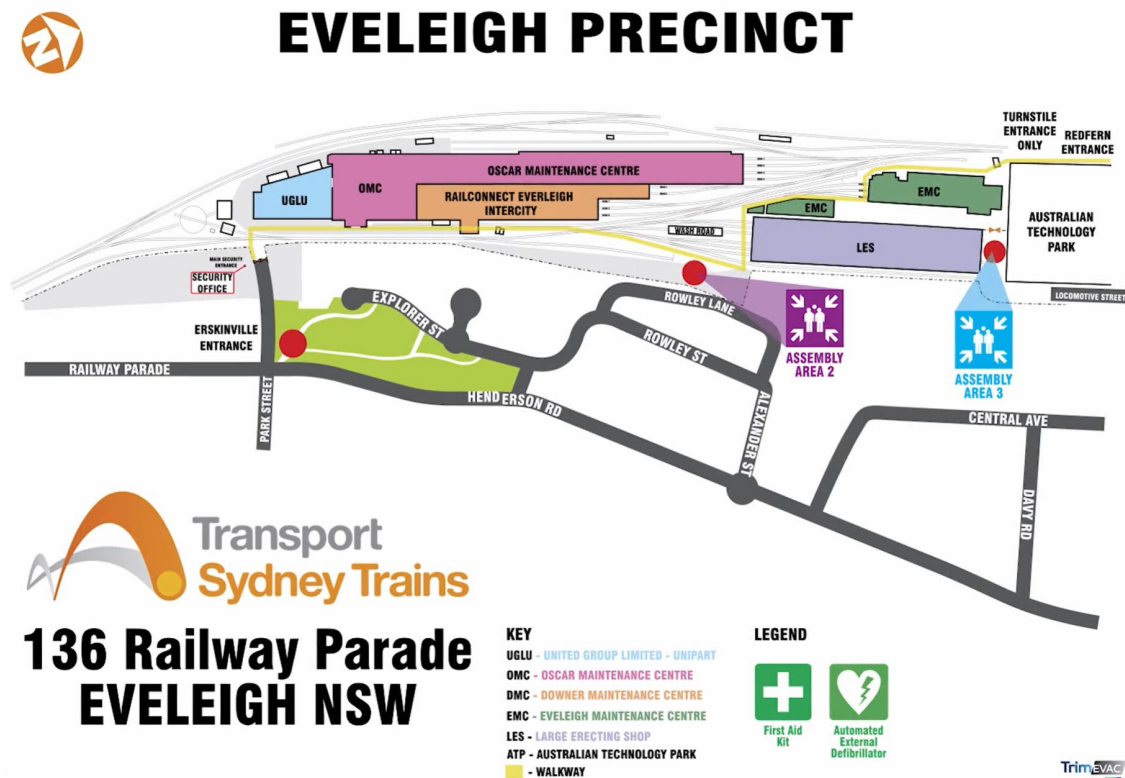 EVELEIGH PRECINCT
TURNSTILE
ENTRANCE
ONLY
REDFERN
ENTRANCE
OSCAR MAINTENANCE CENTRE
OMC
UGLU
RAILCONNECT EVERLEIGH
INTERCITY
EMC
EMC
AUSTRALIAN
TECHNOLOGY
PARK
WASH ROAD
LES
MAIN SECURITY
ENTRANCE
SECURITY
OFFICE
LOCOMOTIVE STREET
EXPLORER ST
ROWLEY LANE
ROWLEY ST
ERSKINVILLE
ENTRANCE
ASSEMBLY
AREA 2
ASSEMBLY
AREA 3
RAILWAY PARADE
PARK STREET
HENDERSON RD
ALEXANDER ST
CENTRAL AVE
DAVY RD
Transport
Sydney Trains
136 Railway Parade
EVELEIGH NSW
KEY
UGLU - UNITED GROUP LIMITED - UNIPART
OMC - OSCAR MAINTENANCE CENTRE
DMC - DOWNER MAINTENANCE CENTRE
EMC - EVELEIGH MAINTENANCE CENTRE
LES - LARGE ERECTING SHOP
ATP - AUSTRALIAN TECHNOLOGY PARK
- WALKWAY
LEGEND
First Aid
Kit
Automated
External
Defibrillator
TrimEVAC